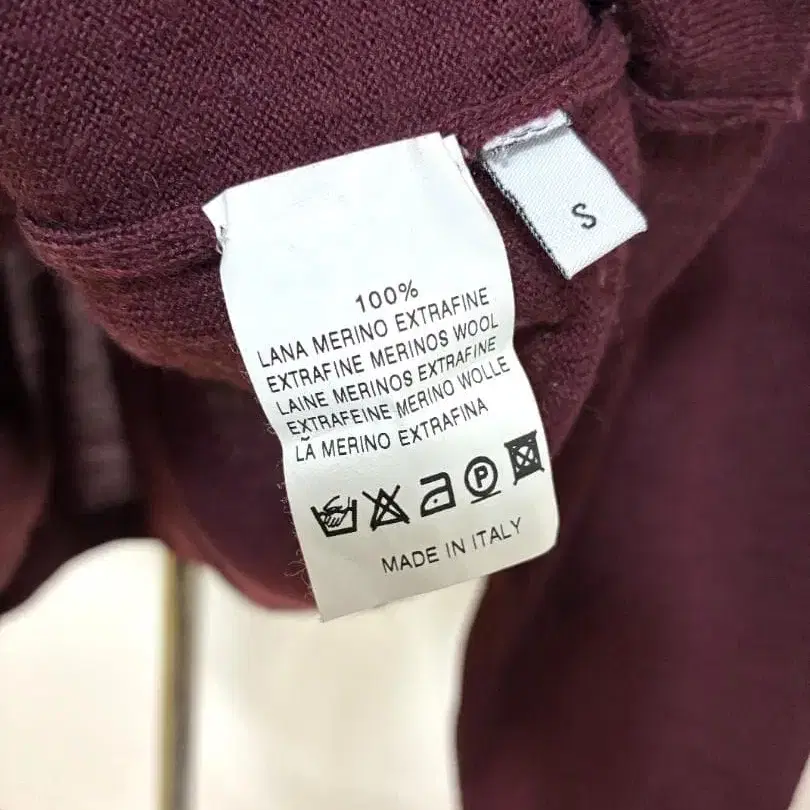 100%
LANA MERINO EXTRAFINE
EXTRAFINE MERINOS WOOL
LAINE MERINOS EXTRAFINE
EXTRAFEINE MERINO WOLLE
LÃ MERINO EXTRAFINA
P
MADE IN ITALY
S